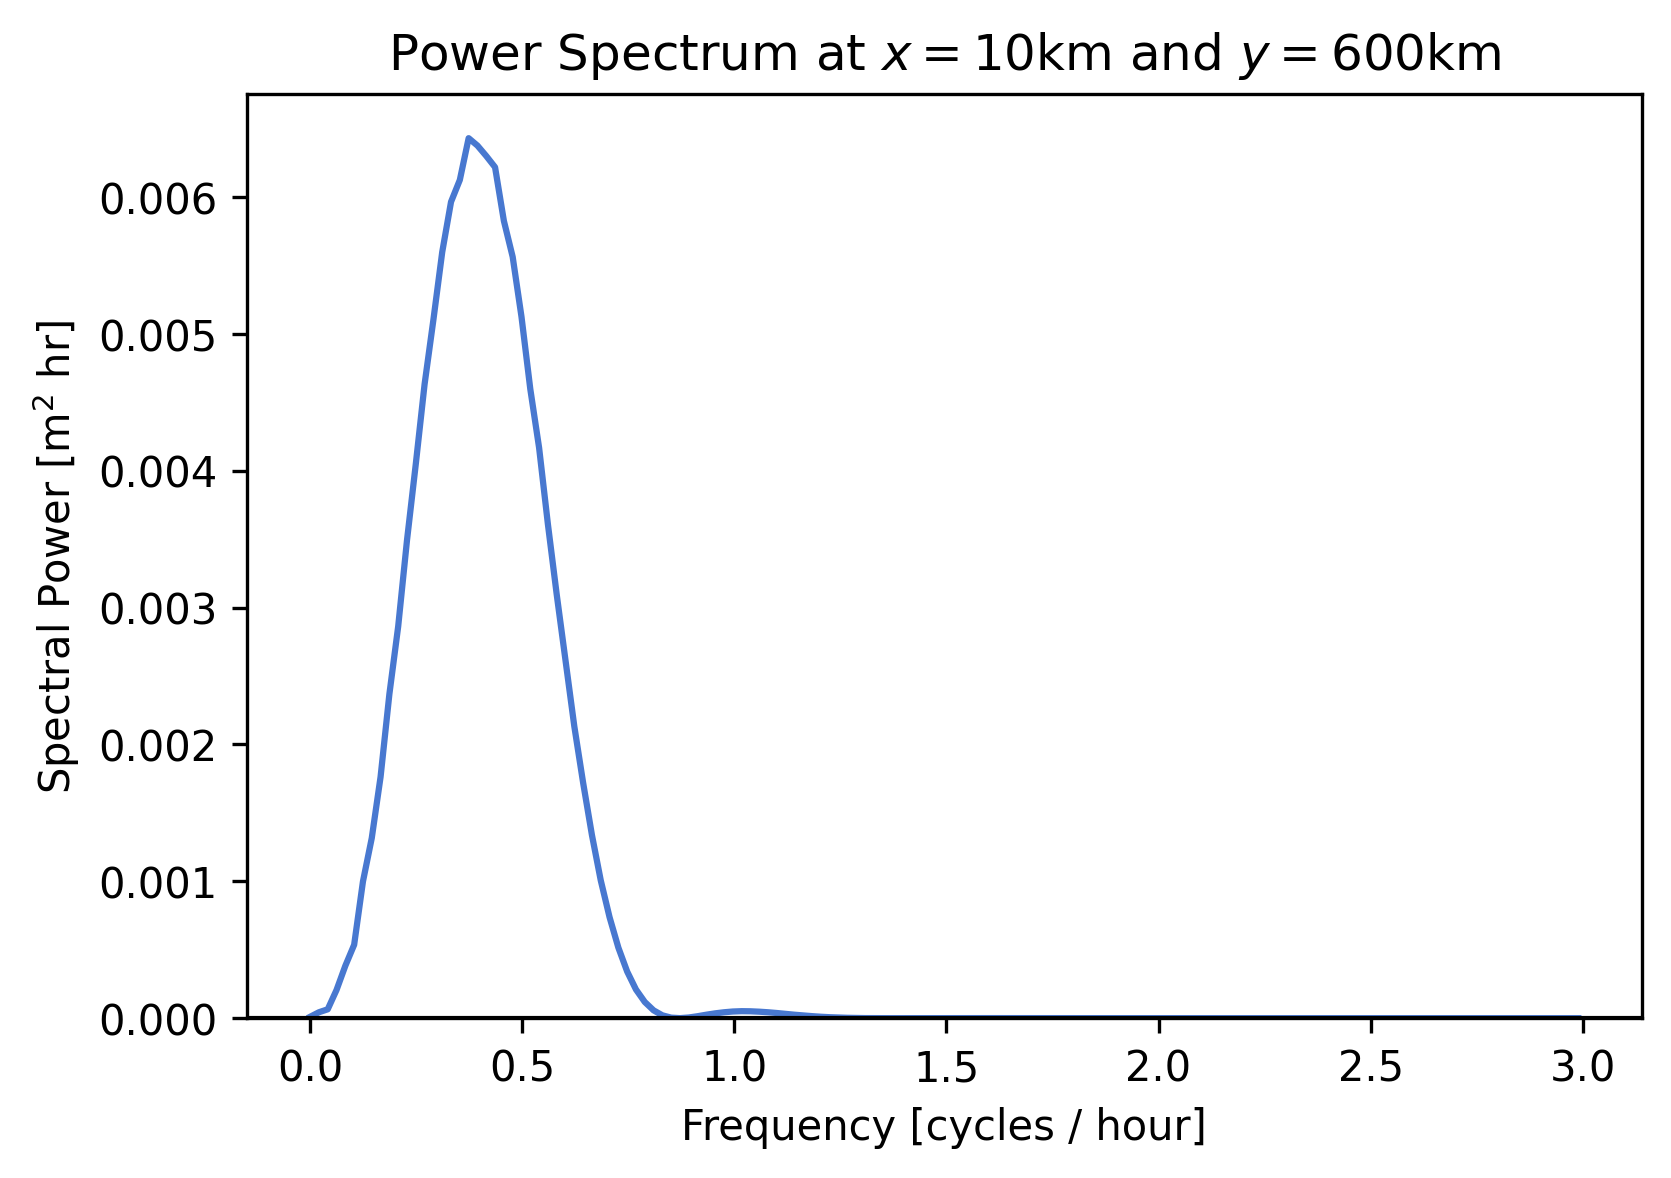 Power Spectrum at x = 10km and y = 600km
Spectral Power [m² hr]
0.006
0.005
0.004
0.003
0.002
0.001
0.000
0.0 0.5 1.0 1.5 2.0 2.5 3.0
Frequency [cycles / hour]